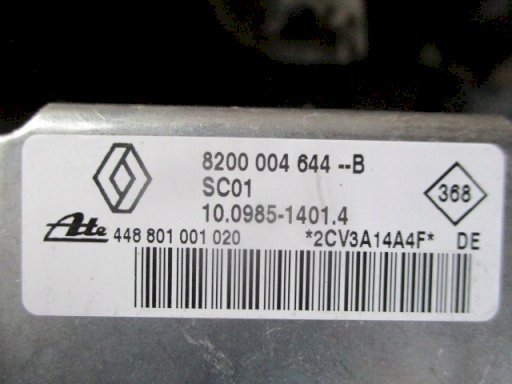 8200 004 644 --B
SC01
368
10.0985-1401.4
Ate 448 801 001 020 *2CV3A14A4F* DE